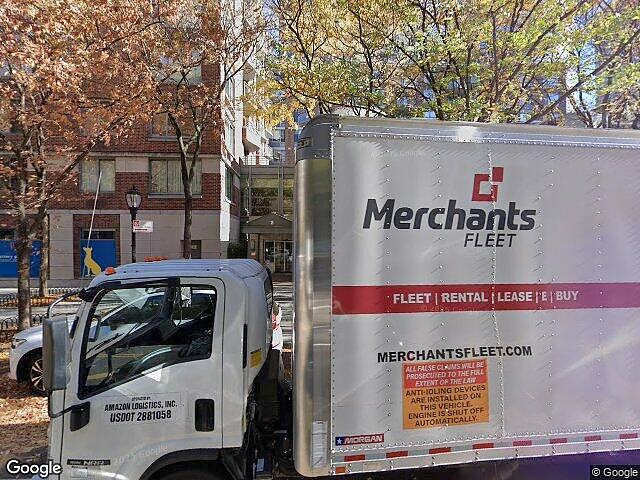 Merchants
FLEET
FLEET | RENTAL | LEASE | E | BUY
MERCHANTSFLEET.COM
ALL FALSE CLAIMS WILL BE
PROSECUTED TO THE FULL
EXTENT OF THE LAW
ANTI-IDLING DEVICES
ARE INSTALLED ON
THIS VEHICLE.
ENGINE IS SHUT OFF
AUTOMATICALLY.
MORGAN
AMAZON LOGISTICS, INC.
USDOT 2881058
NRR
Google
© Google